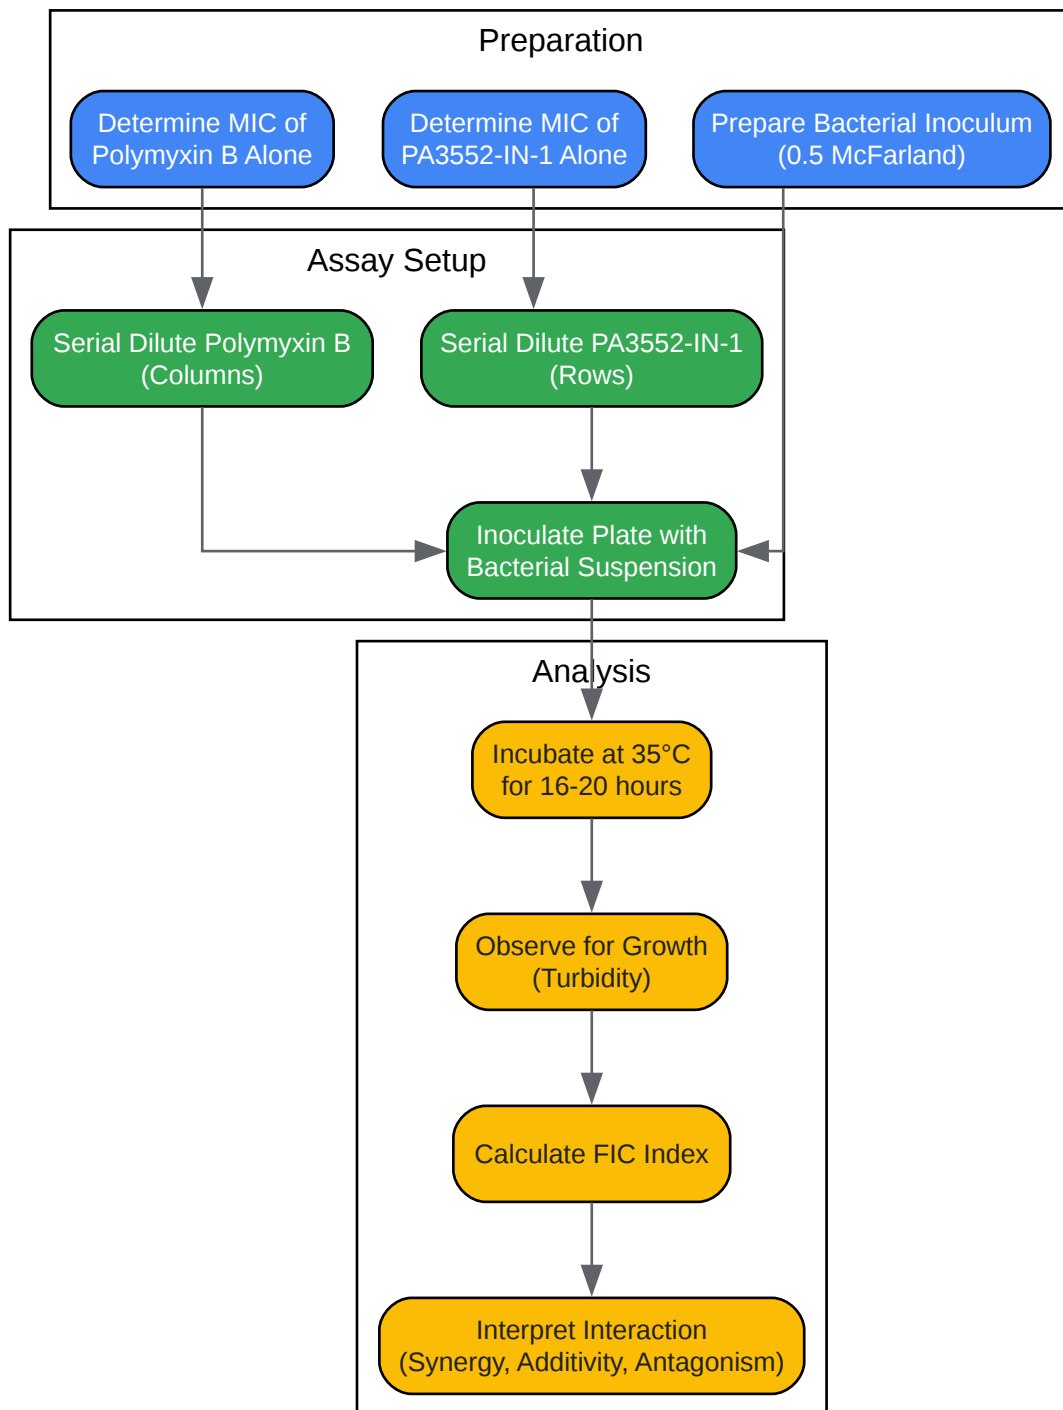 Preparation
Determine MIC of
Polymyxin B Alone
Determine MIC of
PA3552-IN-1 Alone
Prepare Bacterial Inoculum
(0.5 McFarland)
Assay Setup
Serial Dilute Polymyxin B
(Columns)
Serial Dilute PA3552-IN-1
(Rows)
Inoculate Plate with
Bacterial Suspension
Analysis
Incubate at 35°C
for 16-20 hours
Observe for Growth
(Turbidity)
Calculate FIC Index
Interpret Interaction
(Synergy, Additivity, Antagonism)